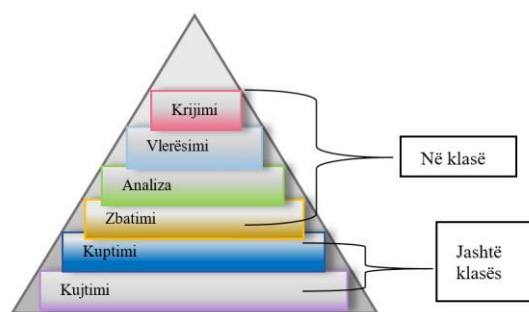 Krijimi
Vlerësimi
Analiza
Zbatimi
Kuptimi
Kujtimi
Në klasë
Jashtë
klasës